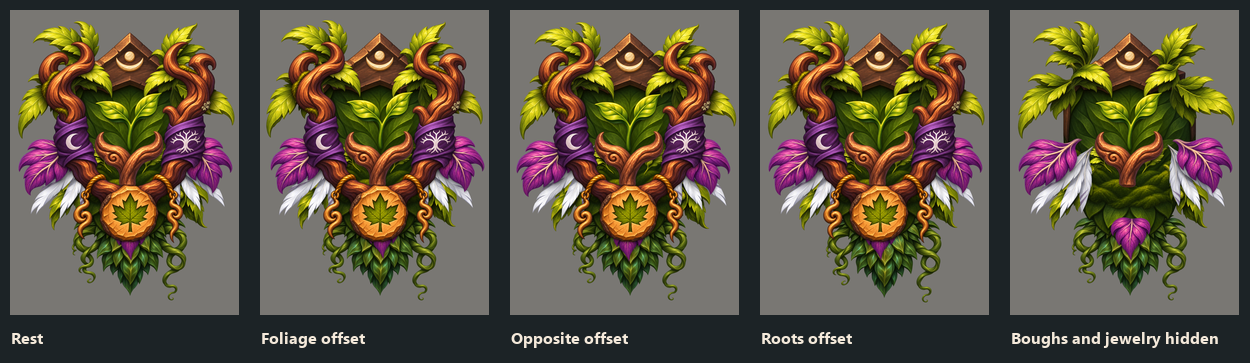 Rest
Foliage offset
Opposite offset
Roots offset
Boughs and jewelry hidden